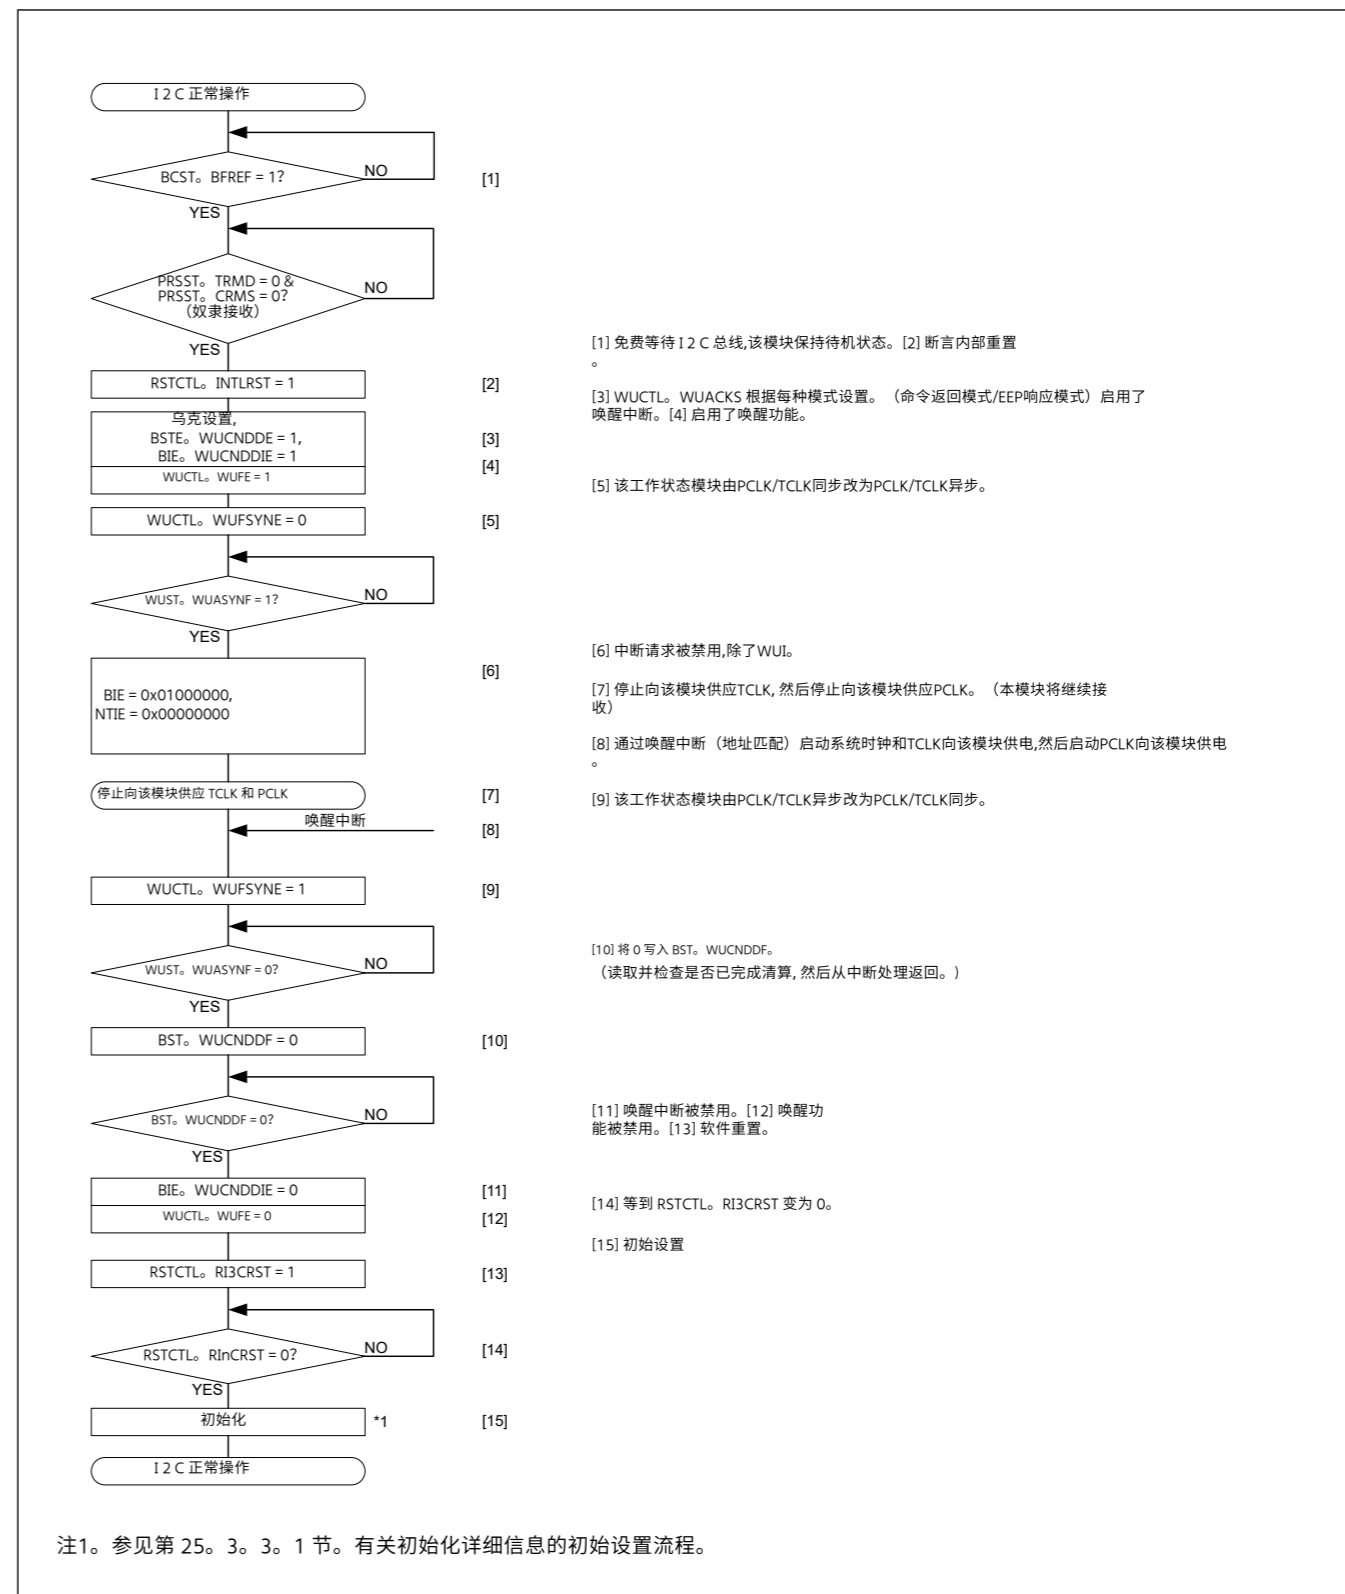 I 2 C 正常操作
BCST。BFREF = 1?
NO
[1]
YES
PRSST。TRMD = 0 &
PRSST。CRMS = 0?
（奴隶接收）
NO
YES
RSTCTL。INTLRST = 1
[2]
乌克设置,
BSTE。WUCNDDE = 1,
BIE。WUCNDDIE = 1
[3]
WUCTL。WUFE = 1
[4]
WUCTL。WUFSYNE = 0
[5]
WUST。WUASYNF = 1?
NO
YES
BIE = 0x01000000,
NTIE = 0x00000000
[6]
停止向该模块供应 TCLK 和 PCLK
[7]
唤醒中断
[8]
WUCTL。WUFSYNE = 1
[9]
WUST。WUASYNF = 0?
NO
YES
BST。WUCNDDF = 0
[10]
BST。WUCNDDF = 0?
NO
YES
BIE。WUCNDDIE = 0
[11]
WUCTL。WUFE = 0
[12]
RSTCTL。RI3CRST = 1
[13]
RSTCTL。RInCRST = 0?
NO
[14]
YES
初始化
*1
[15]
I 2 C 正常操作
[1] 免费等待 I 2 C 总线,该模块保持待机状态。[2] 断言内部重置
。
[3] WUCTL。WUACKS 根据每种模式设置。（命令返回模式/EEP响应模式）启用了
唤醒中断。[4] 启用了唤醒功能。
[5] 该工作状态模块由PCLK/TCLK同步改为PCLK/TCLK异步。
[6] 中断请求被禁用,除了WUI。
[7] 停止向该模块供应TCLK, 然后停止向该模块供应PCLK。（本模块将继续接
收）
[8] 通过唤醒中断（地址匹配）启动系统时钟和TCLK向该模块供电,然后启动PCLK向该模块供电
。
[9] 该工作状态模块由PCLK/TCLK异步改为PCLK/TCLK同步。
[10] 将 0 写入 BST。WUCNDDF。
（读取并检查是否已完成清算, 然后从中断处理返回。)
[11] 唤醒中断被禁用。[12] 唤醒功
能被禁用。[13] 软件重置。
[14] 等到 RSTCTL。RI3CRST 变为 0。
[15] 初始设置
注1。参见第 25。3。3。1 节。有关初始化详细信息的初始设置流程。